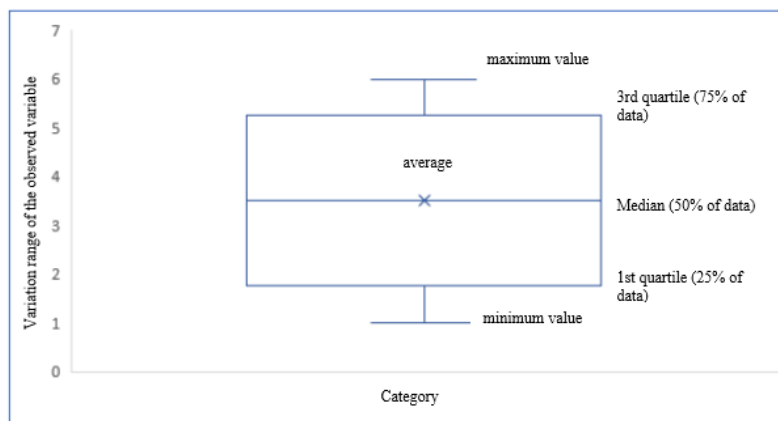 Variation range of the observed variable
7
6
5
4
3
2
1
0
maximum value
3rd quartile (75% of
data)
average
Median (50% of data)
1st quartile (25% of
data)
minimum value
Category